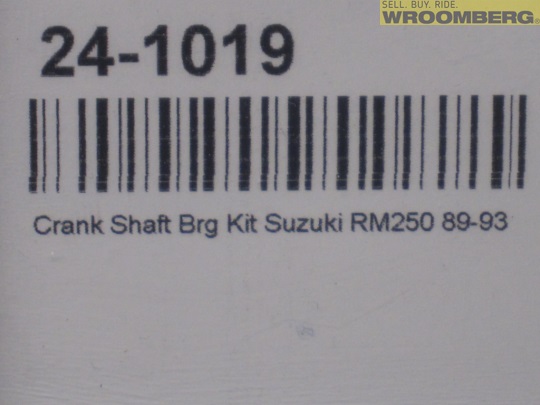 SELL. BUY. RIDE.
WROOMBERG
24-1019
Crank Shaft Brg Kit Suzuki RM250 89-93